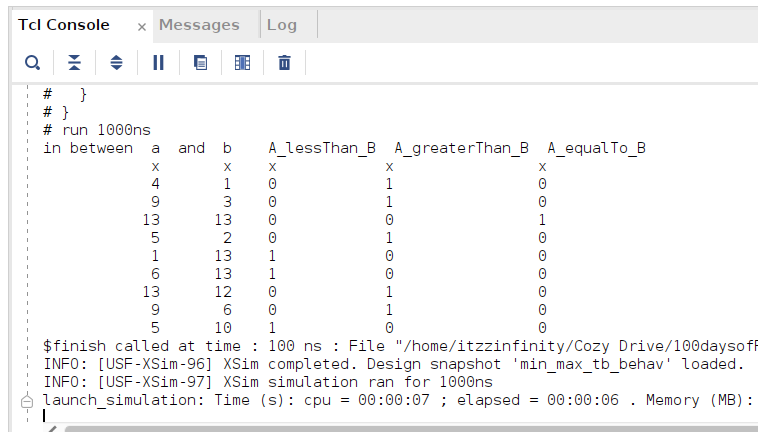 Tcl Console × Messages Log
# }
# }
# run 1000ns
in between a and b A_lessThan_B A_greaterThan_B A_equalTo_B
x x x x x
4 1 0 1 0
9 3 0 1 0
13 13 0 0 1
5 2 0 1 0
1 13 1 0 0
6 13 1 0 0
13 12 0 1 0
9 6 0 1 0
5 10 1 0 0
$finish called at time : 100 ns : File "/home/itzzinfinity/Cozy Drive/100daysof
INFO: [USF-XSim-96] XSim completed. Design snapshot 'min_max_tb_behav' loaded.
INFO: [USF-XSim-97] XSim simulation ran for 1000ns
launch_simulation: Time (s): cpu = 00:00:07 ; elapsed = 00:00:06 . Memory (MB):